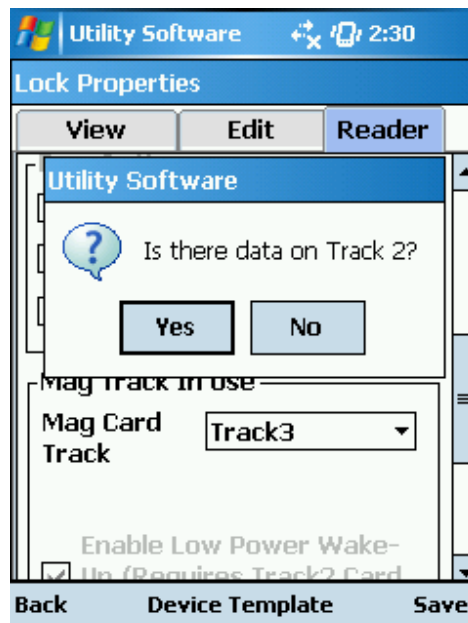 Utility Software 2:30
Lock Properties
View Edit Reader
Utility Software
Is there data on Track 2?
Yes No
Mag Track In Use
Mag Card
Track
Track3
Enable Low Power Wake-
Up (Requires Track2 Card
Back Device Template Save